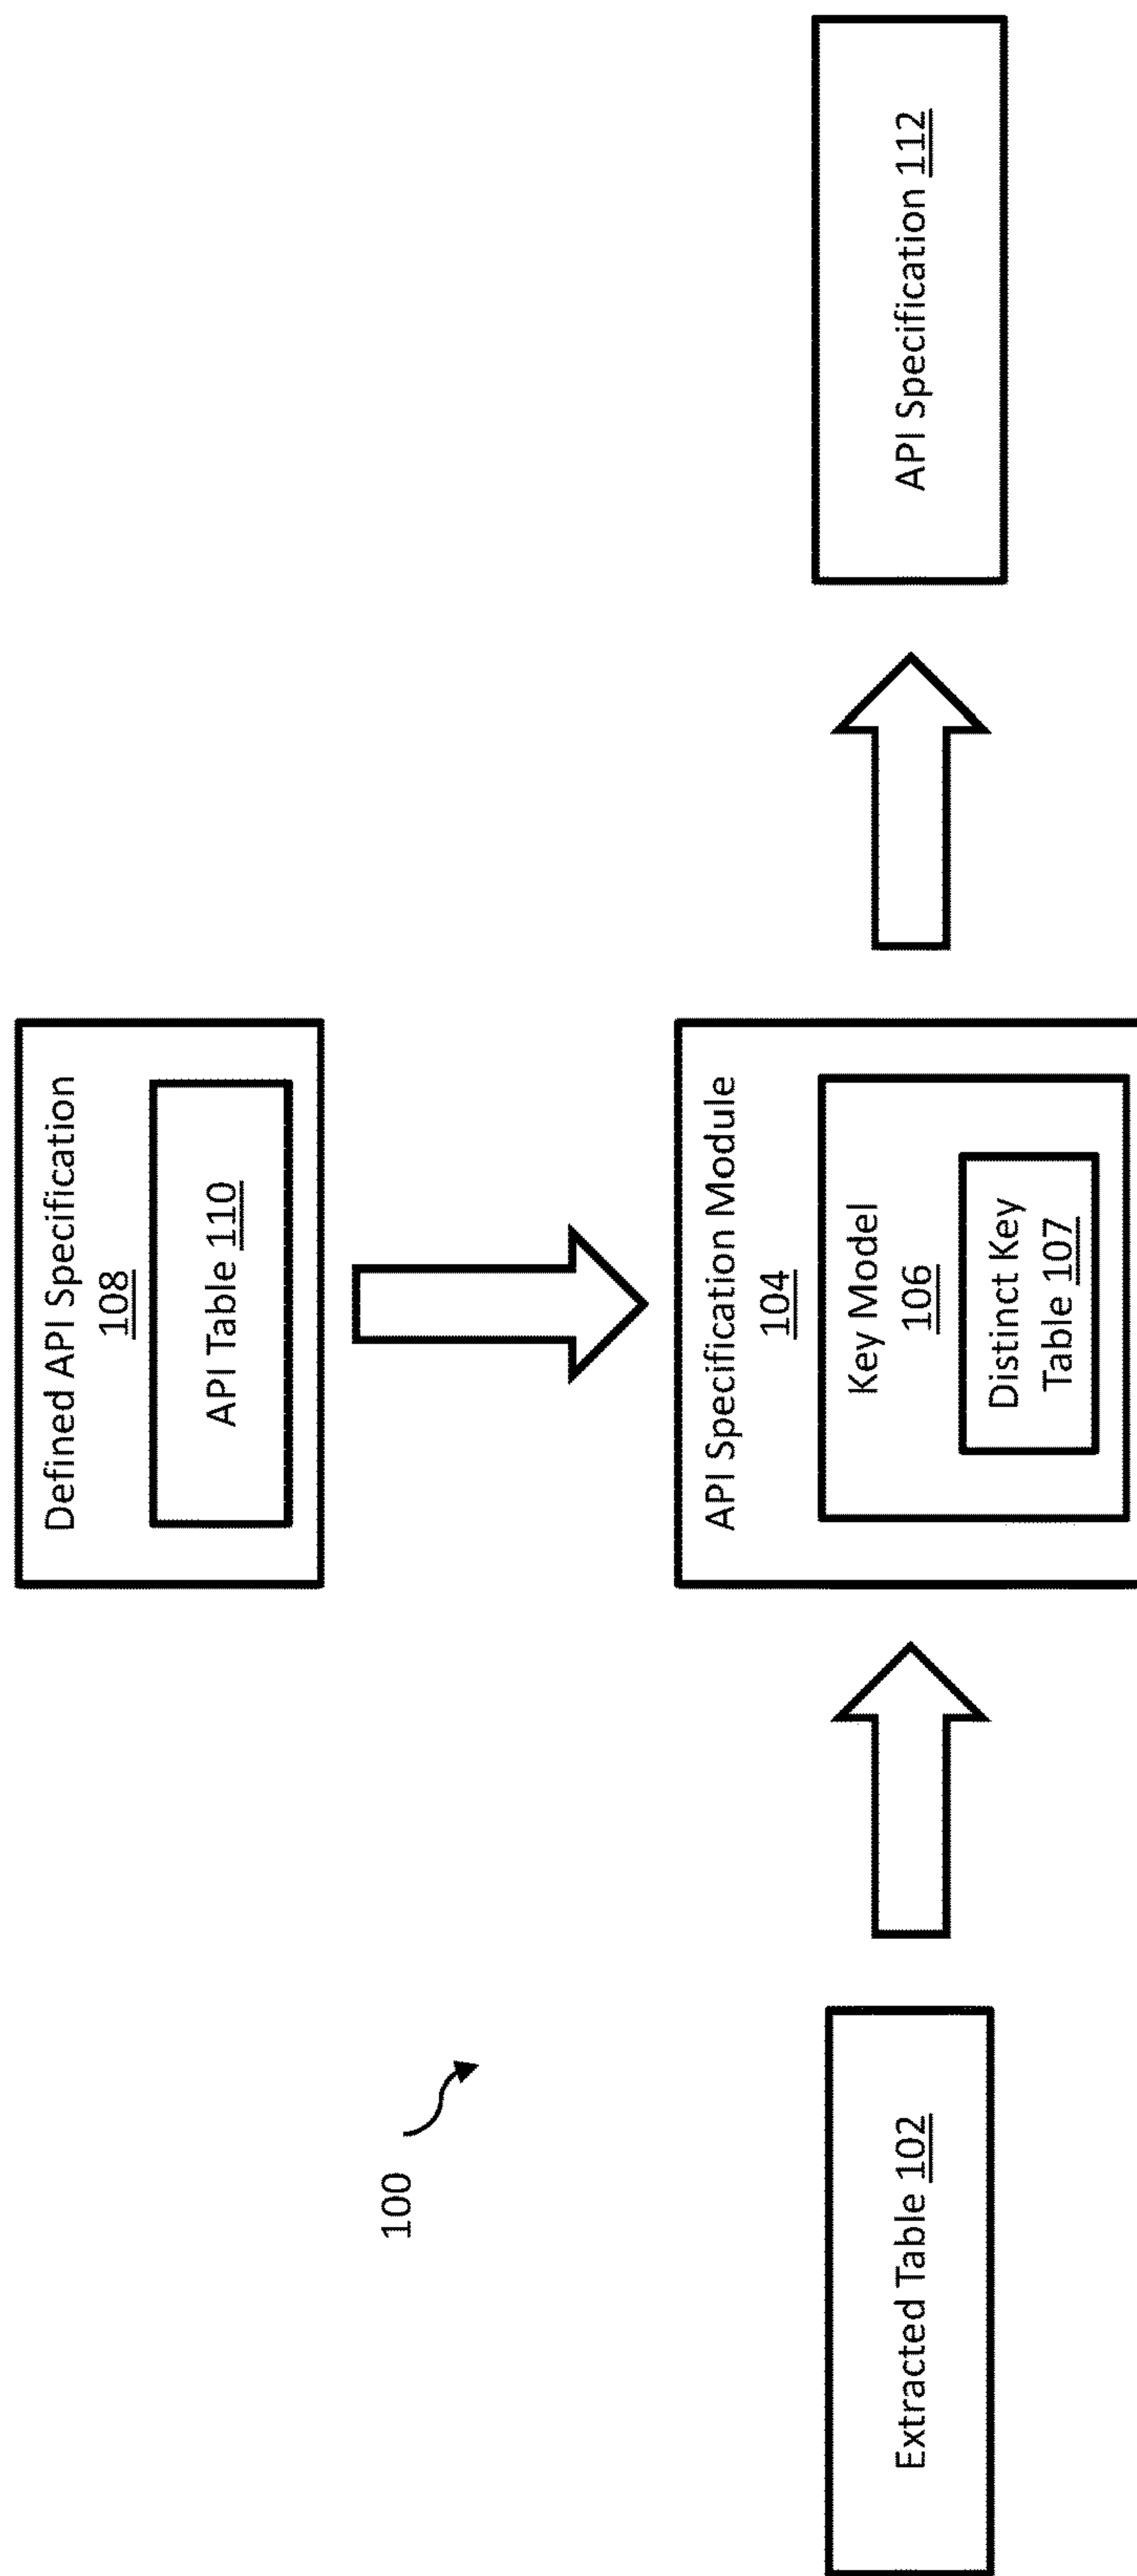 Defined API Specification
108
API Table 110
100
Extracted Table 102
API Specification Module
104
Key Model
106
Distinct Key
Table 107
API Specification 112